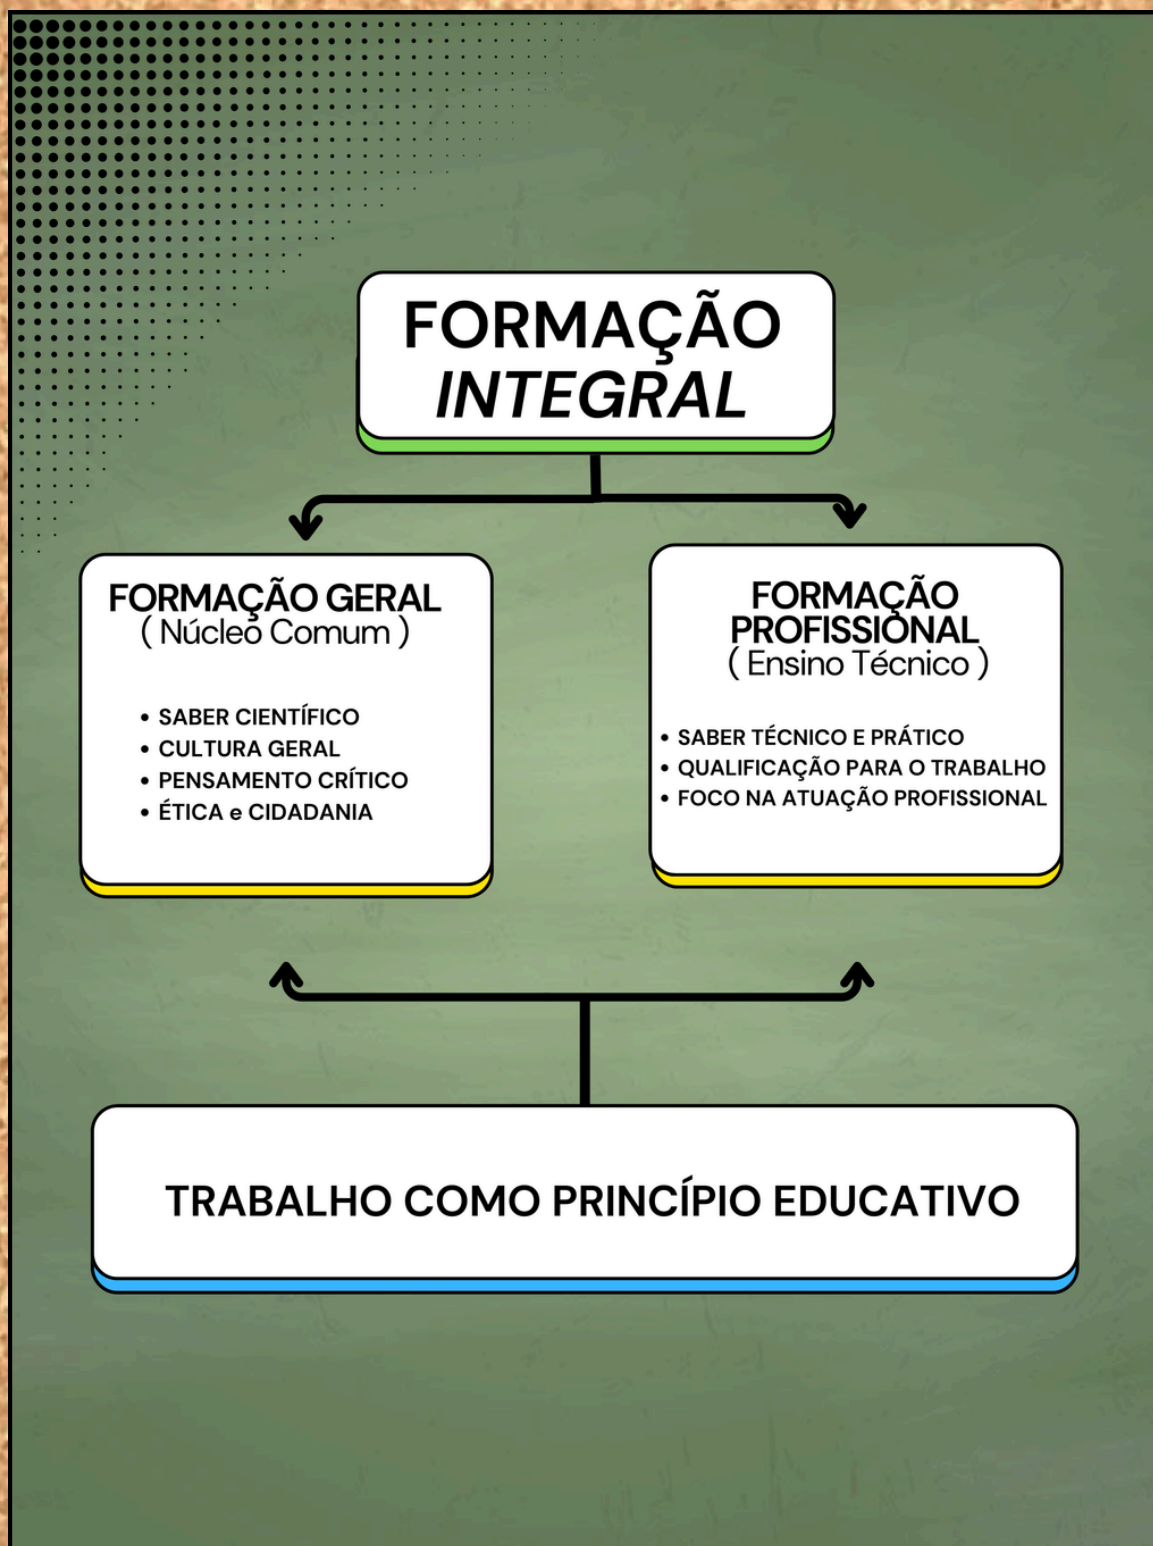 FORMAÇÃO
INTEGRAL
FORMAÇÃO GERAL
( Núcleo Comum )
• SABER CIENTÍFICO
• CULTURA GERAL
• PENSAMENTO CRÍTICO
• ÉTICA e CIDADANIA
FORMAÇÃO
PROFISSIONAL
( Ensino Técnico )
• SABER TÉCNICO E PRÁTICO
• QUALIFICAÇÃO PARA O TRABALHO
• FOCO NA ATUAÇÃO PROFISSIONAL
TRABALHO COMO PRINCÍPIO EDUCATIVO